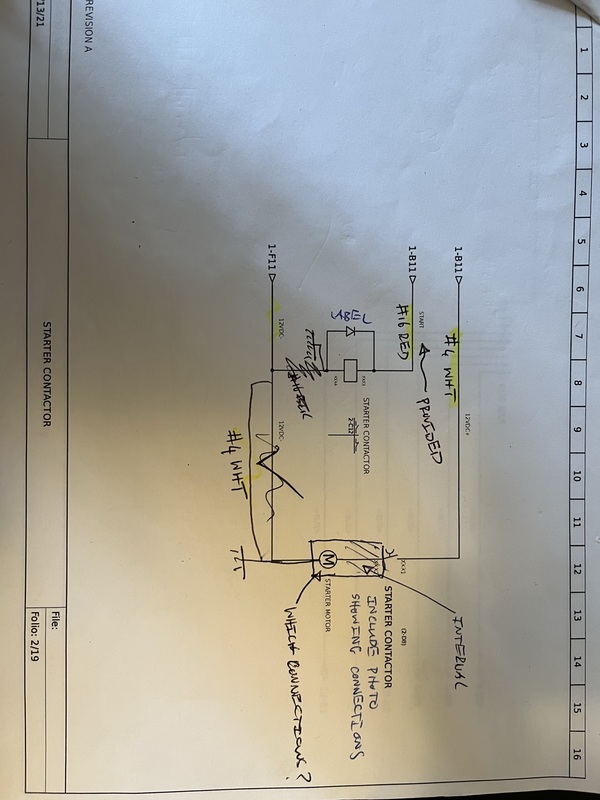 1 2 3 4 5 6 7 8 9 10 11 12 13 14 15 16
1-B11
#4 WHT
12VDC+
INTERNAL
1-B11
START
#16 RED
PROVIDED
LABEL
STARTER CONTACTOR
STARTER CONTACTOR
INCLUDE PHOTO
SHOWING CONNECTIONS
M
STARTER MOTOR
WHICH CONNECTIONS?
1-F11
12VDC-
12VDC-
#4 WHT
REVISION A
13/21
STARTER CONTACTOR
File:
Folio: 2/19